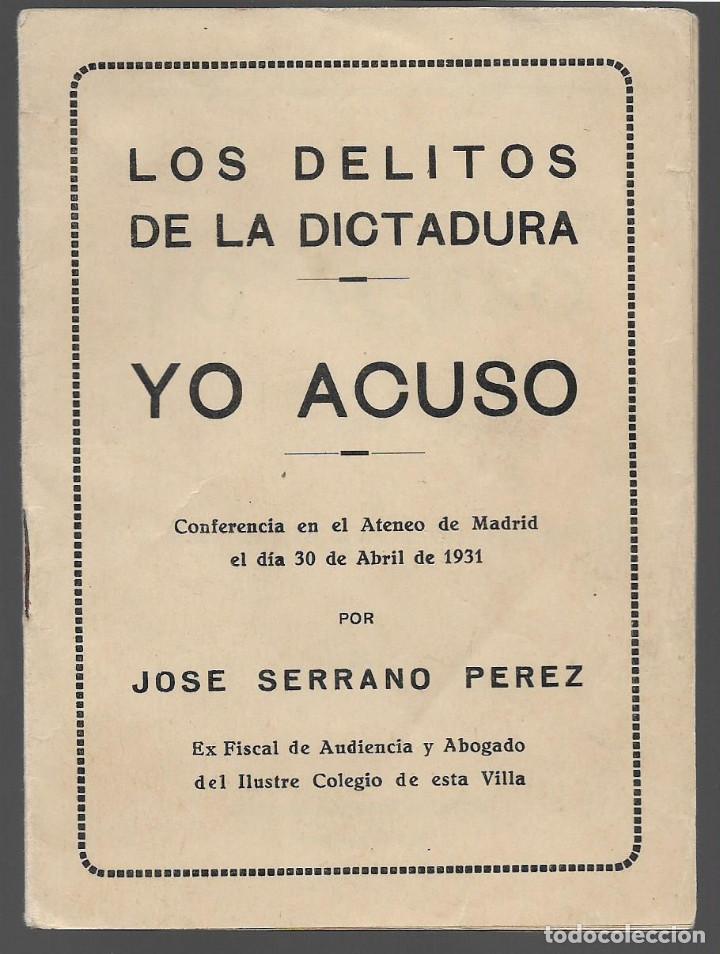 LOS DELITOS
DE LA DICTADURA
YO ACUSO
Conferencia en el Ateneo de Madrid
el día 30 de Abril de 1931
POR
JOSE SERRANO PEREZ
Ex Fiscal de Audiencia y Abogado
del Ilustre Colegio de esta Villa
todocoleccion